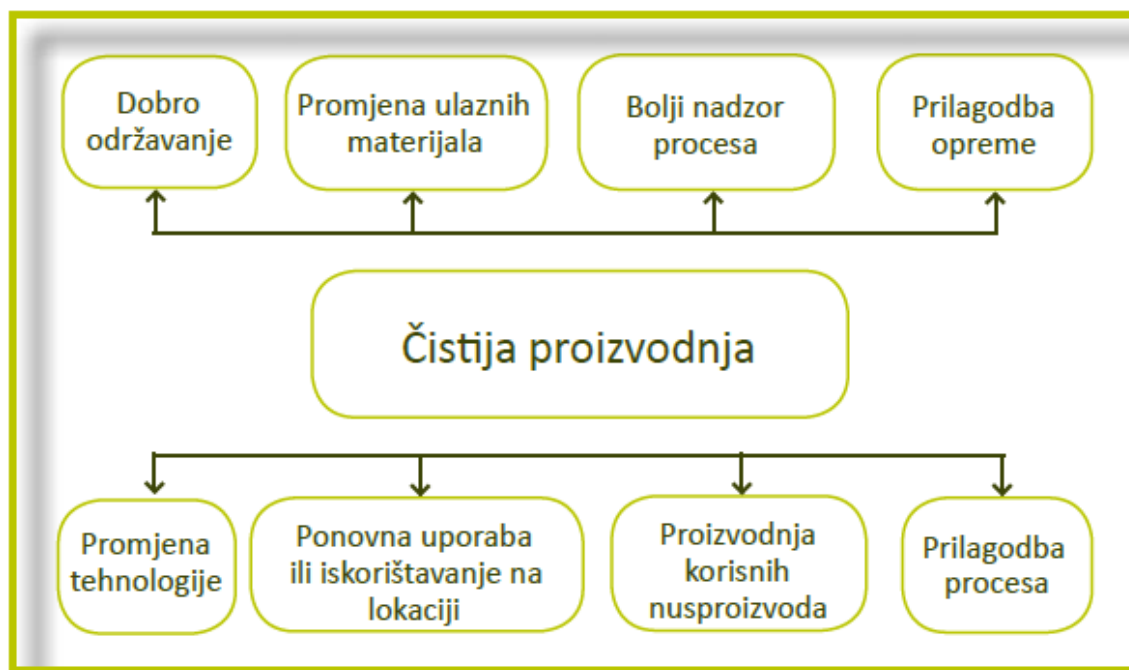 Dobro
održavanje
Promjena ulaznih
materijala
Bolji nadzor
procesa
Prilagodba
opreme
Čistija proizvodnja
Promjena
tehnologije
Ponovna uporaba
ili iskorištavanje na
lokaciji
Proizvodnja
korisnih
nusproizvoda
Prilagodba
procesa